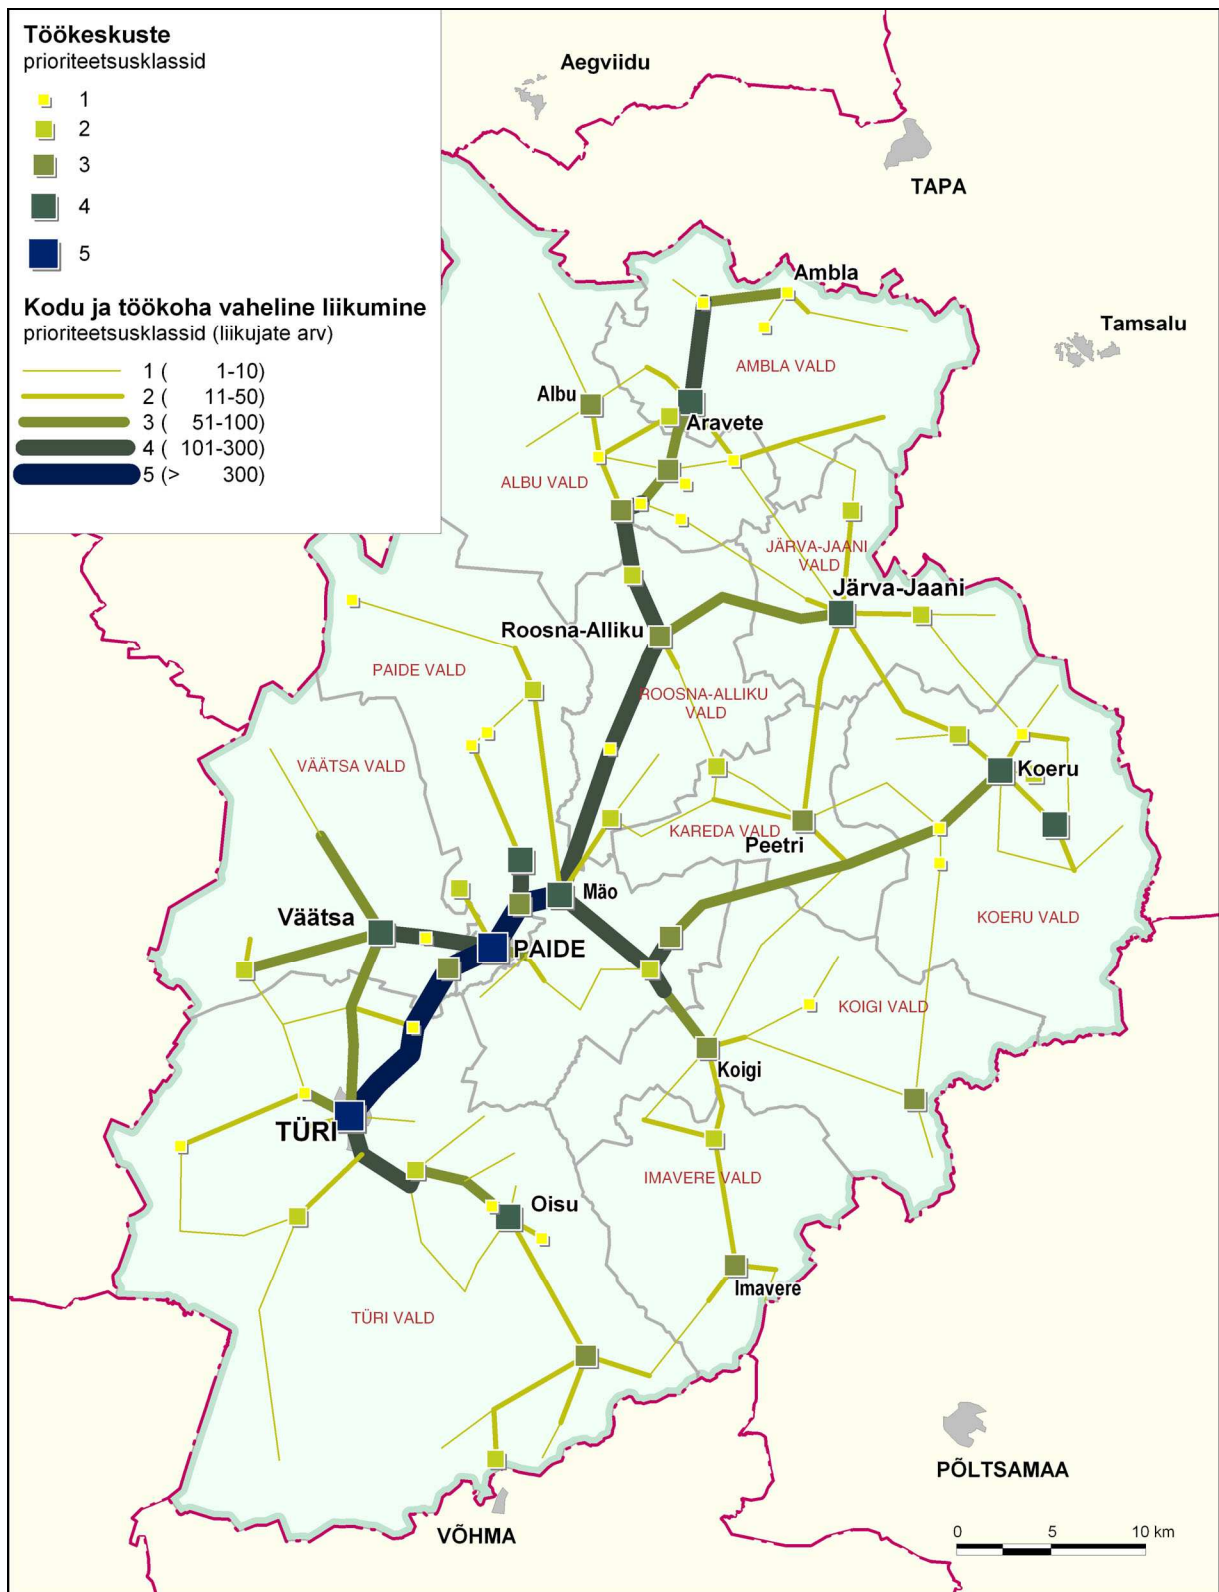 Töökeskuste
prioriteetsusklassid
1
2
3
4
5
Kodu ja töökoha vaheline liikumine
prioriteetsusklassid (liikujate arv)
1 ( 1-10)
2 ( 11-50)
3 ( 51-100)
4 ( 101-300)
5 (> 300)
Aegviidu
TAPA
Ambla
Tamsalu
AMBLA VALD
Albu
Aravete
ALBU VALD
JÄRVA-JAANI
VALD
Järva-Jaani
Roosna-Alliku
PAIDE VALD
ROOSNA-ALLIKU
VALD
VÄÄTSA VALD
Koeru
KAREDA VALD
Peetri
Mäo
Väätsa
PAIDE
KOERU VALD
KOIGI VALD
Koigi
TÜRI
IMAVERE VALD
Oisu
Imavere
TÜRI VALD
PÕLTSAMAA
VÕHMA
0 5 10 km